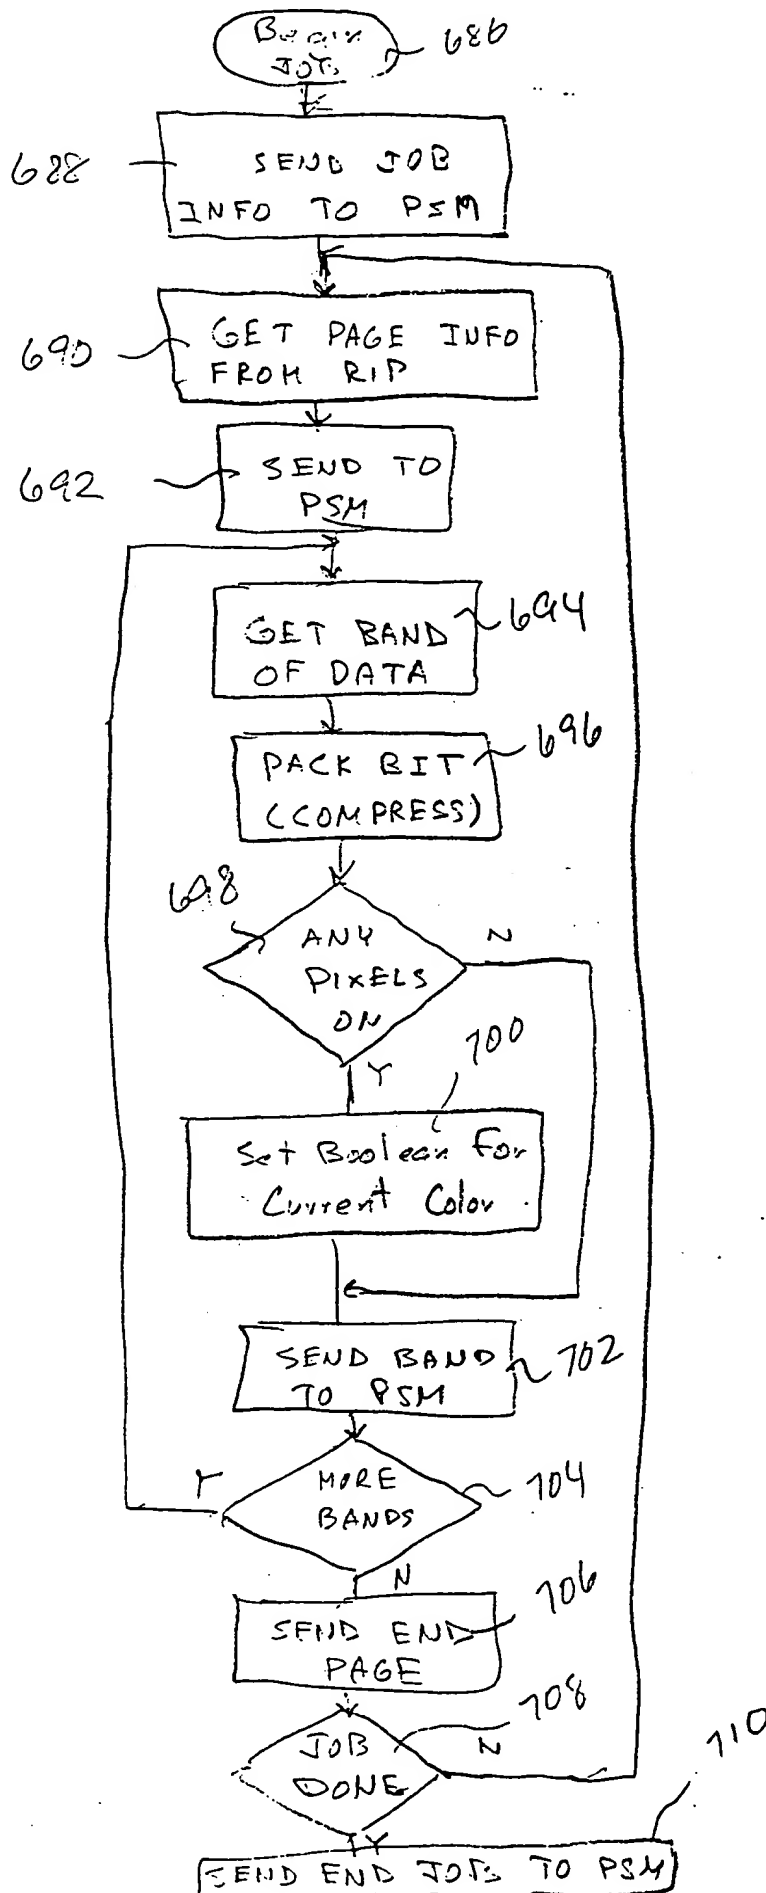 Begin 686
JOB
688 SEND JOB
INFO TO PSM
690 GET PAGE INFO
FROM RIP
692 SEND TO
PSM
GET BAND 694
OF DATA
PACK BIT 696
(COMPRESS)
698 ANY N
PIXELS
ON
Y 700
Set Boolean For
Current Color
SEND BAND 702
TO PSM
Y MORE 704
BANDS
N
SEND END 706
PAGE
708
JOB N
DONE
710
Y
SEND END JOB TO PSM